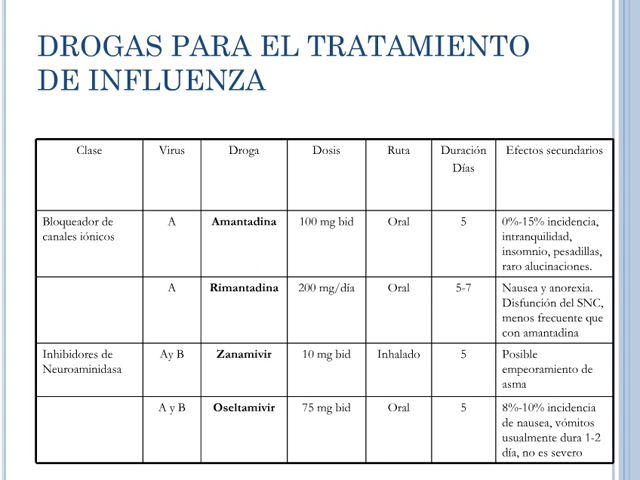 DROGAS PARA EL TRATAMIENTO
DE INFLUENZA
Clase Virus Droga Dosis Ruta Duración Días Efectos secundarios
Bloqueador de canales iónicos A Amantadina 100 mg bid Oral 5 0%-15% incidencia, intranquilidad, insomnio, pesadillas, raro alucinaciones.
A Rimantadina 200 mg/día Oral 5-7 Nausea y anorexia. Disfunción del SNC, menos frecuente que con amantadina
Inhibidores de Neuroaminidasa Ay B Zanamivir 10 mg bid Inhalado 5 Posible empeoramiento de asma
A y B Oseltamivir 75 mg bid Oral 5 8%-10% incidencia de nausea, vómitos usualmente dura 1-2 día, no es severo